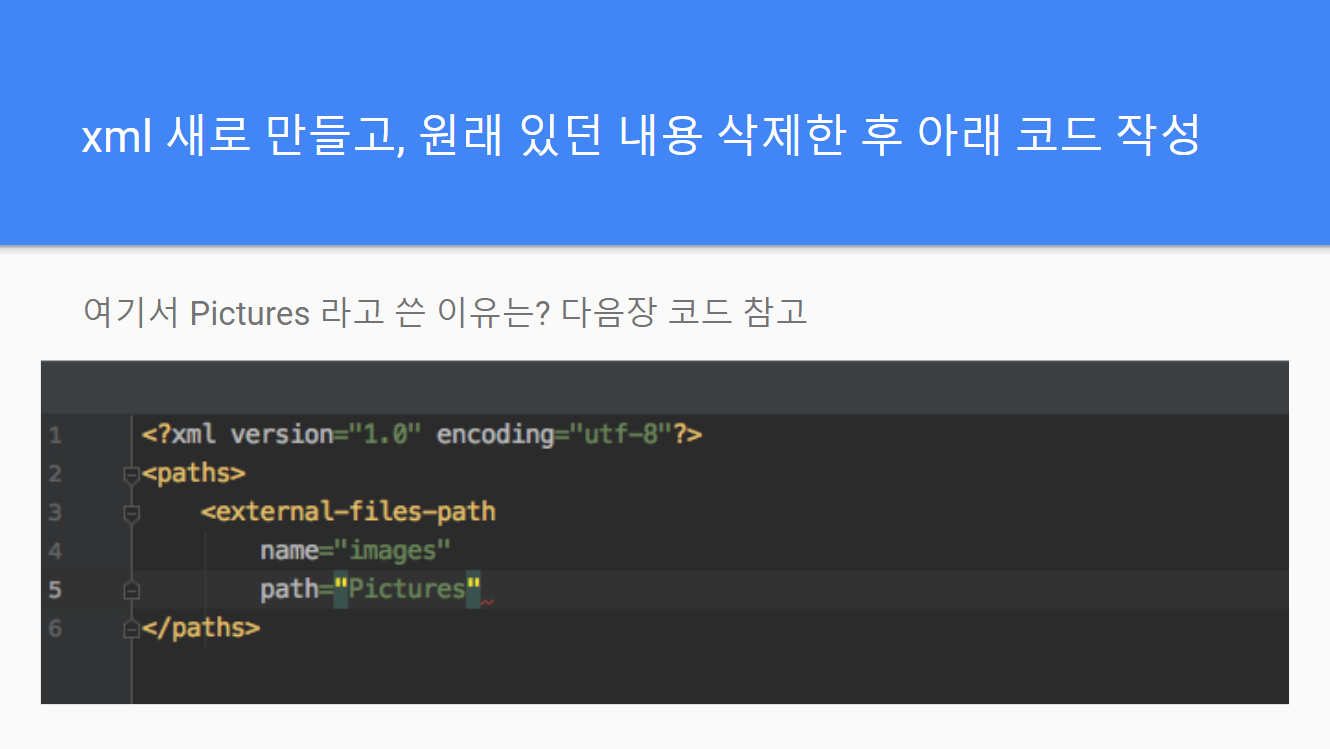 xml 새로 만들고, 원래 있던 내용 삭제한 후 아래 코드 작성
여기서 Pictures 라고 쓴 이유는? 다음장 코드 참고
1 <?xml version="1.0" encoding="utf-8"?>
2 <paths>
3 <external-files-path
4 name="images"
5 path="Pictures"
6 </paths>